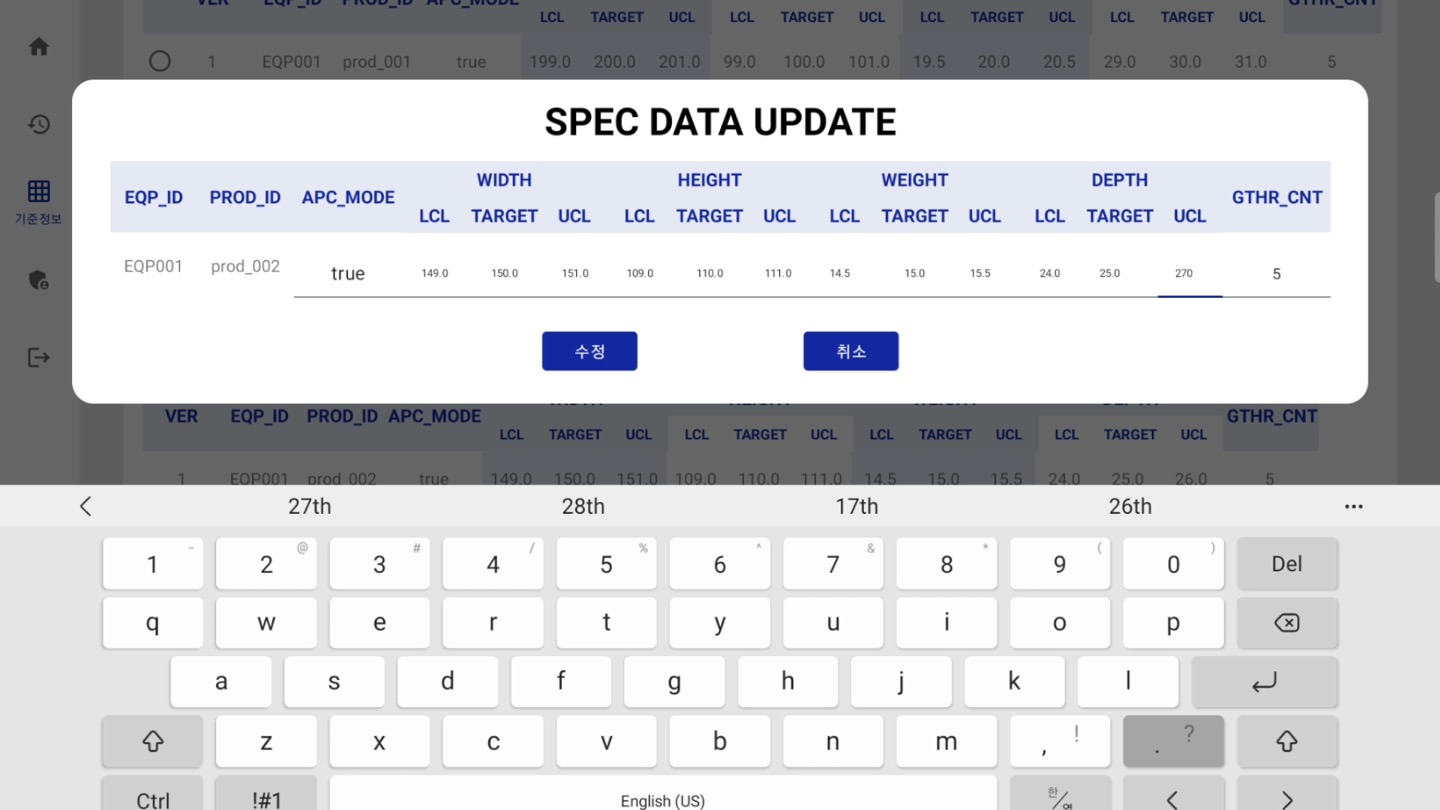 VER EQP_ID PROD_ID APC_MODE LCL TARGET UCL LCL TARGET UCL LCL TARGET UCL LCL TARGET UCL GTHR_CNT
1 EQP001 prod_001 true 199.0 200.0 201.0 99.0 100.0 101.0 19.5 20.0 20.5 29.0 30.0 31.0 5
SPEC DATA UPDATE
WIDTH HEIGHT WEIGHT DEPTH
EQP_ID PROD_ID APC_MODE GTHR_CNT
LCL TARGET UCL LCL TARGET UCL LCL TARGET UCL LCL TARGET UCL
기준정보
EQP001 prod_002 true 149.0 150.0 151.0 109.0 110.0 111.0 14.5 15.0 15.5 24.0 25.0 270 5
수정 취소
VER EQP_ID PROD_ID APC_MODE GTHR_CNT
LCL TARGET UCL LCL TARGET UCL LCL TARGET UCL LCL TARGET UCL
1 EQP001 prod_002 true 149.0 150.0 151.0 109.0 110.0 111.0 14.5 15.0 15.5 24.0 25.0 26.0 5
27th 28th 17th 26th ...
1 - 2 @ 3 # 4 / 5 % 6 ^ 7 & 8 * 9 ( 0 ) Del
q w e r t y u i o p
a s d f g h j k l
z x c v b n m , ! . ?
Ctrl !#1 English (US) 한/영